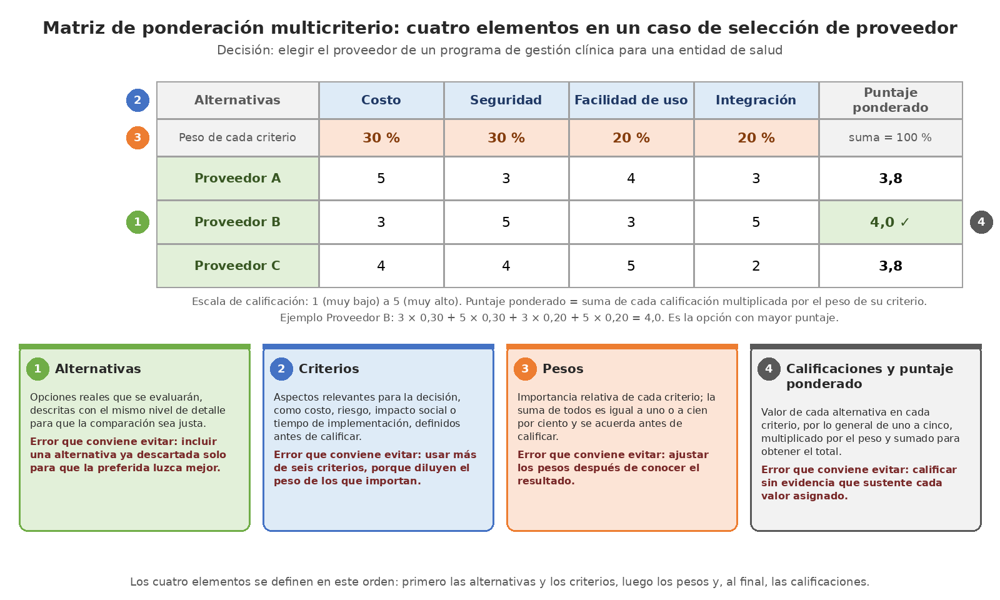 Matriz de ponderación multicriterio: cuatro elementos en un caso de selección de proveedor
Decisión: elegir el proveedor de un programa de gestión clínica para una entidad de salud
2 Alternativas Costo Seguridad Facilidad de uso Integración Puntaje ponderado
3 Peso de cada criterio 30 % 30 % 20 % 20 % suma = 100 %
Proveedor A 5 3 4 3 3,8
1 Proveedor B 3 5 3 5 4,0 ✓ 4
Proveedor C 4 4 5 2 3,8
Escala de calificación: 1 (muy bajo) a 5 (muy alto). Puntaje ponderado = suma de cada calificación multiplicada por el peso de su criterio.
Ejemplo Proveedor B: 3 × 0,30 + 5 × 0,30 + 3 × 0,20 + 5 × 0,20 = 4,0. Es la opción con mayor puntaje.
1 Alternativas
Opciones reales que se evaluarán,
descritas con el mismo nivel de detalle
para que la comparación sea justa.
Error que conviene evitar: incluir
una alternativa ya descartada solo
para que la preferida luzca mejor.
2 Criterios
Aspectos relevantes para la decisión,
como costo, riesgo, impacto social o
tiempo de implementación, definidos
antes de calificar.
Error que conviene evitar: usar más
de seis criterios, porque diluyen el
peso de los que importan.
3 Pesos
Importancia relativa de cada criterio; la
suma de todos es igual a uno o a cien
por ciento y se acuerda antes de
calificar.
Error que conviene evitar: ajustar
los pesos después de conocer el
resultado.
4 Calificaciones y puntaje
ponderado
Valor de cada alternativa en cada
criterio, por lo general de uno a cinco,
multiplicado por el peso y sumado para
obtener el total.
Error que conviene evitar: calificar
sin evidencia que sustente cada
valor asignado.
Los cuatro elementos se definen en este orden: primero las alternativas y los criterios, luego los pesos y, al final, las calificaciones.